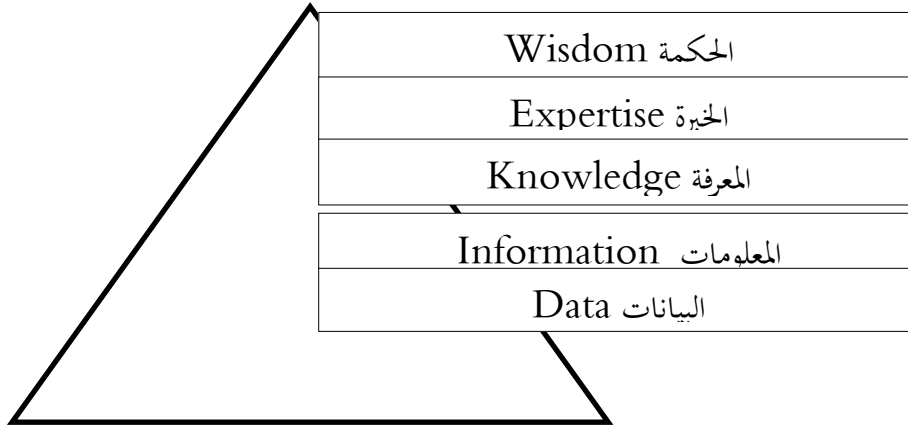 الحكمة Wisdom
الخبرة Expertise
المعرفة Knowledge
المعلومات Information
البيانات Data